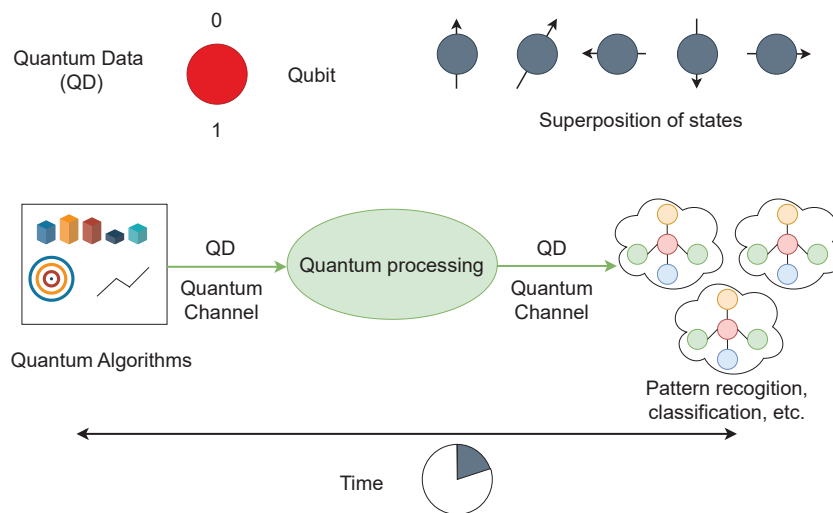 0
Quantum Data
(QD)
Qubit
1
Superposition of states
QD
Quantum
Channel
Quantum processing
QD
Quantum
Channel
Quantum Algorithms
Pattern recogition,
classification, etc.
Time